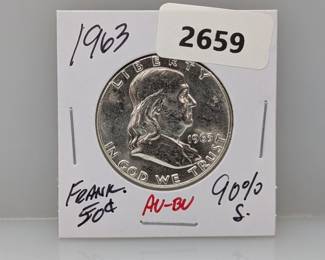 1963
2659
LIBERTY
1963
IN GOD WE TRUST
FRANK.
50¢
AU-BU
90%
S.